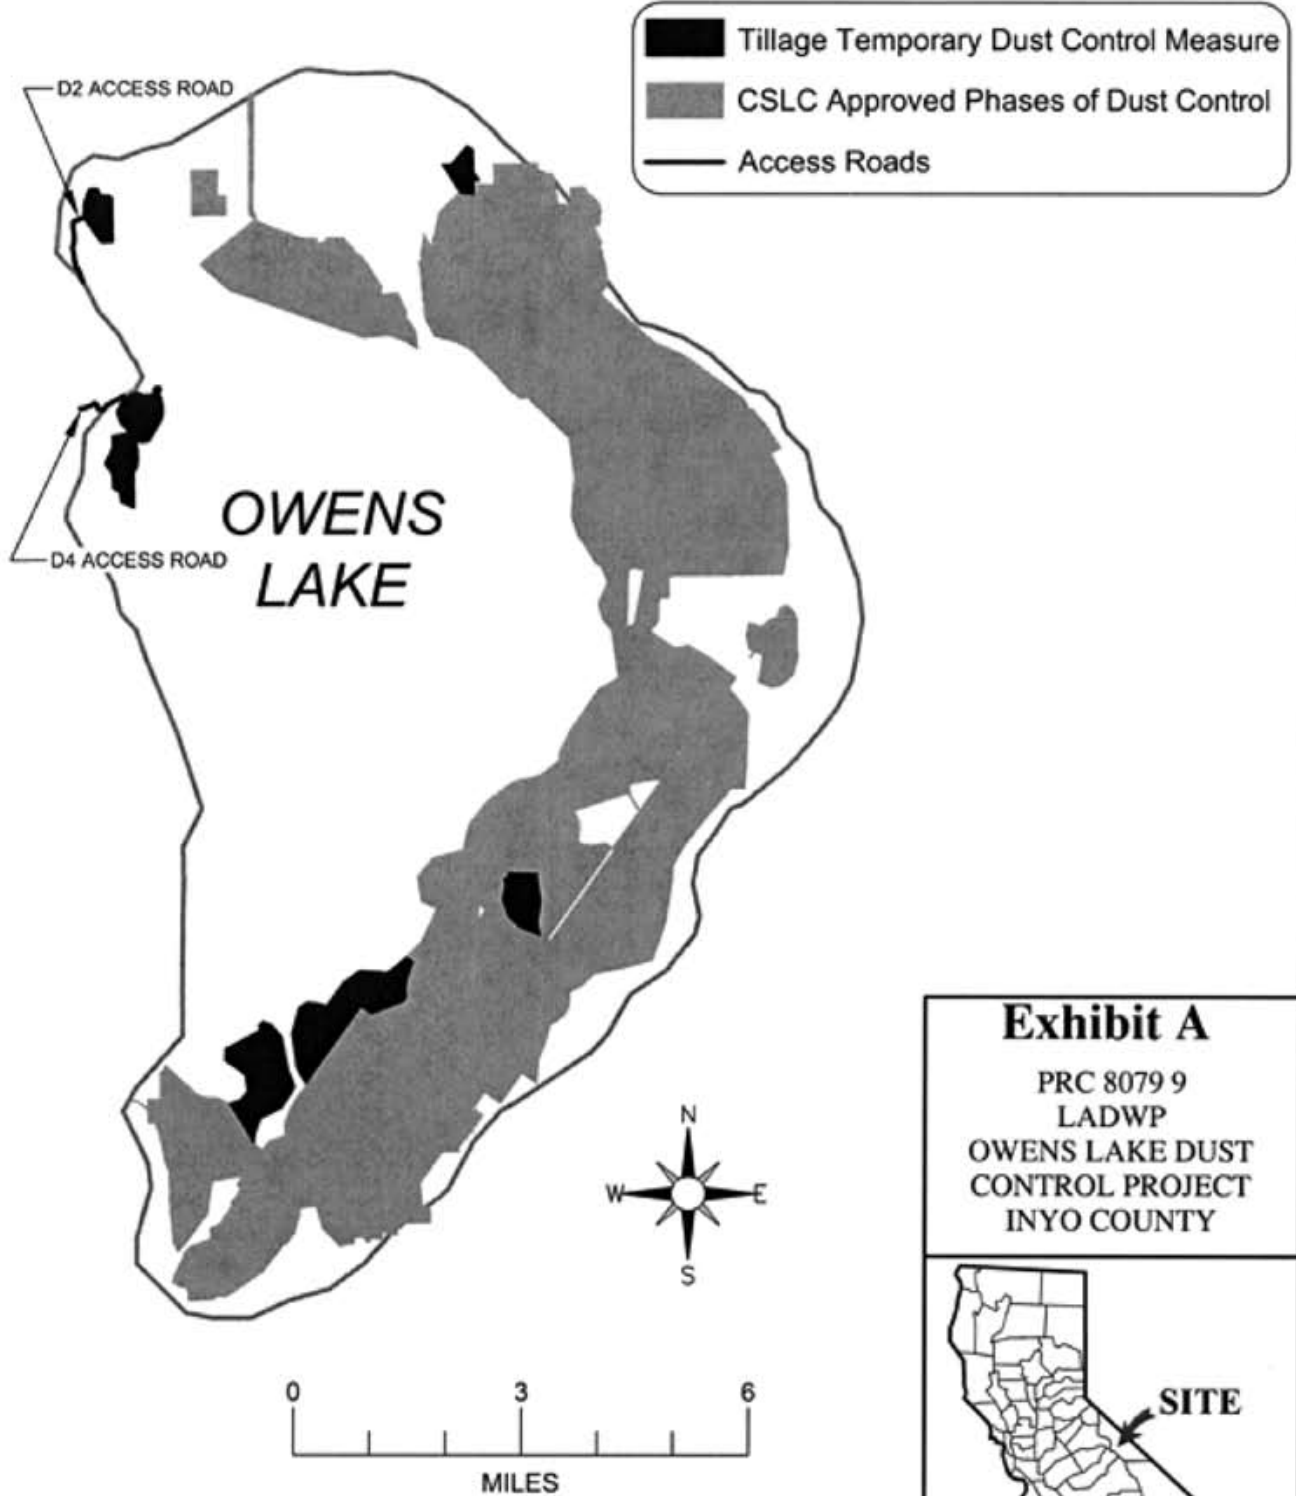 Tillage Temporary Dust Control Measure
CSLC Approved Phases of Dust Control
Access Roads
D2 ACCESS ROAD
OWENS
LAKE
D4 ACCESS ROAD
N
W E
S
0 3 6
MILES
Exhibit A
PRC 8079 9
LADWP
OWENS LAKE DUST
CONTROL PROJECT
INYO COUNTY
SITE